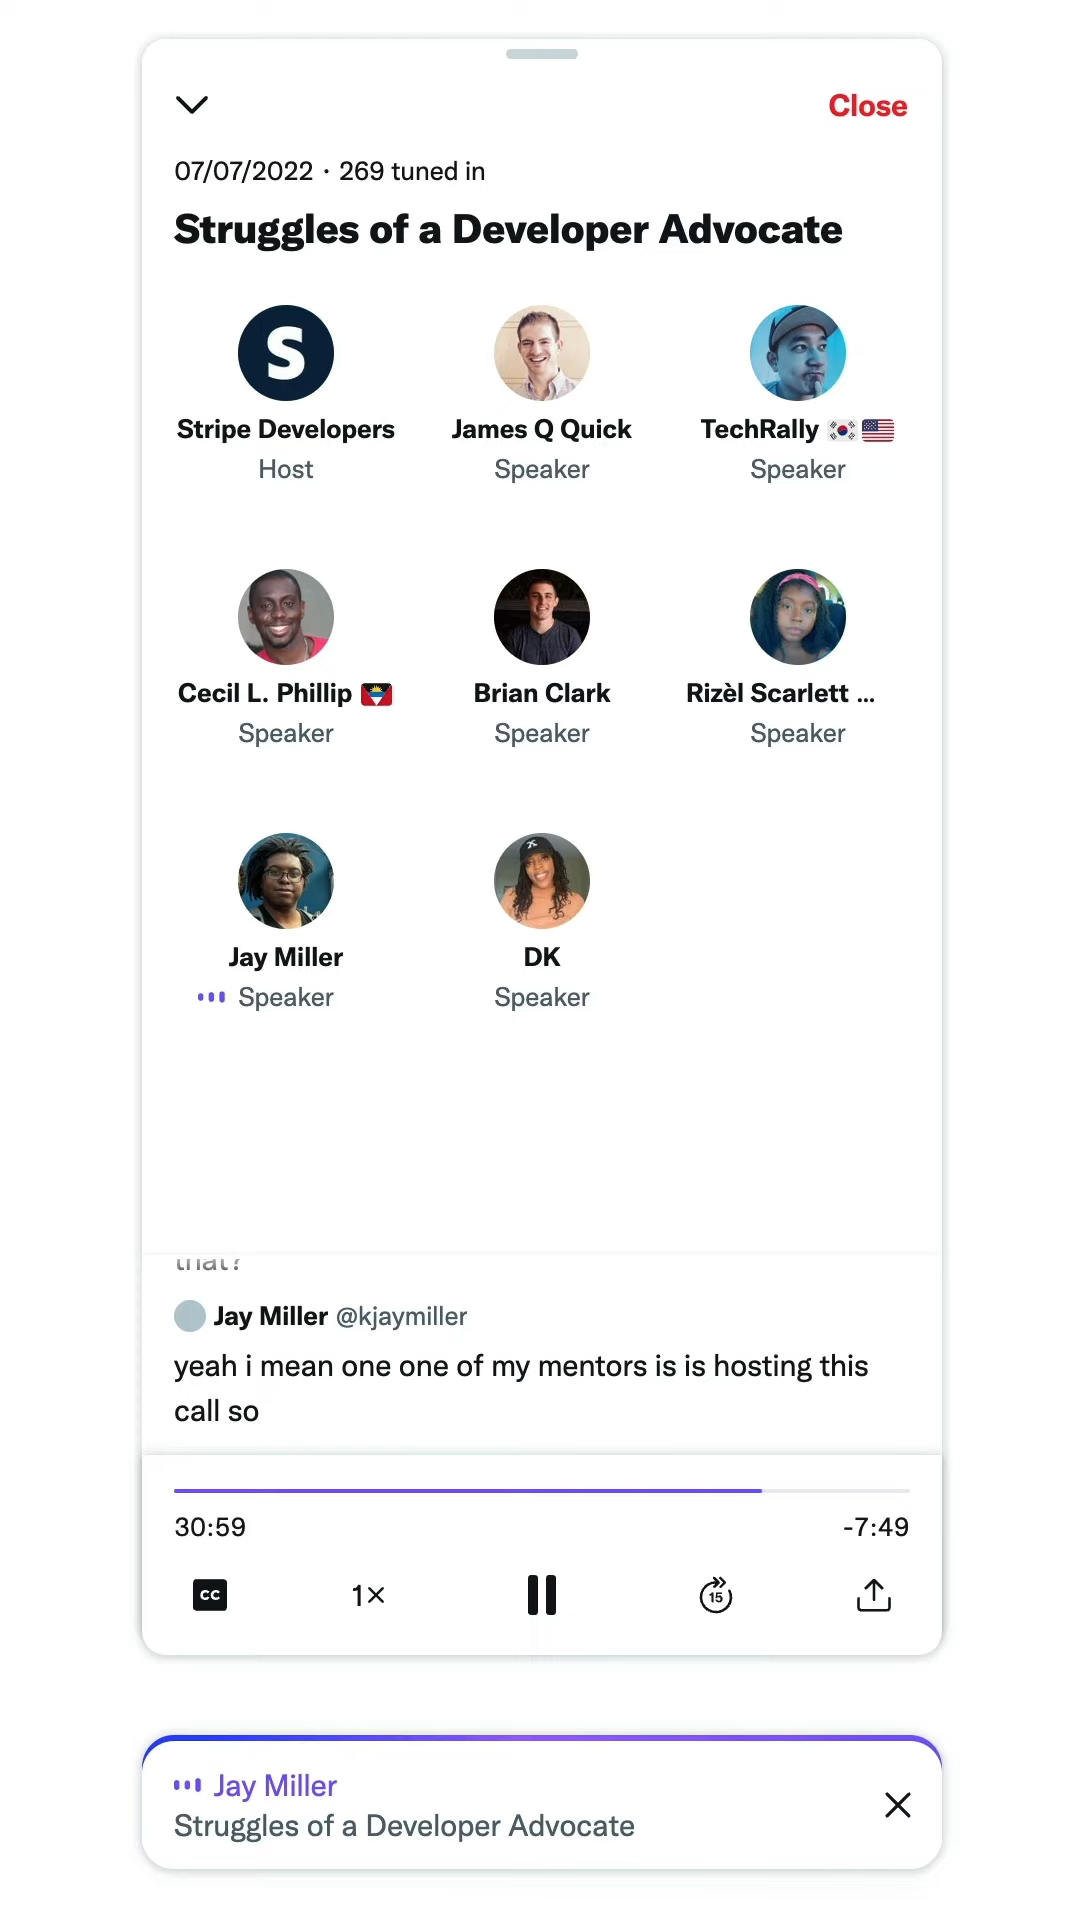 Close
07/07/2022 · 269 tuned in
Struggles of a Developer Advocate
S
Stripe Developers
Host
James Q Quick
Speaker
TechRally 🇰🇷🇺🇸
Speaker
Cecil L. Phillip 🇦🇬
Speaker
Brian Clark
Speaker
Rizèl Scarlett ...
Speaker
Jay Miller
Speaker
DK
Speaker
that?
Jay Miller @kjaymiller
yeah i mean one one of my mentors is is hosting this
call so
30:59
-7:49
CC
1×
15
Jay Miller
Struggles of a Developer Advocate